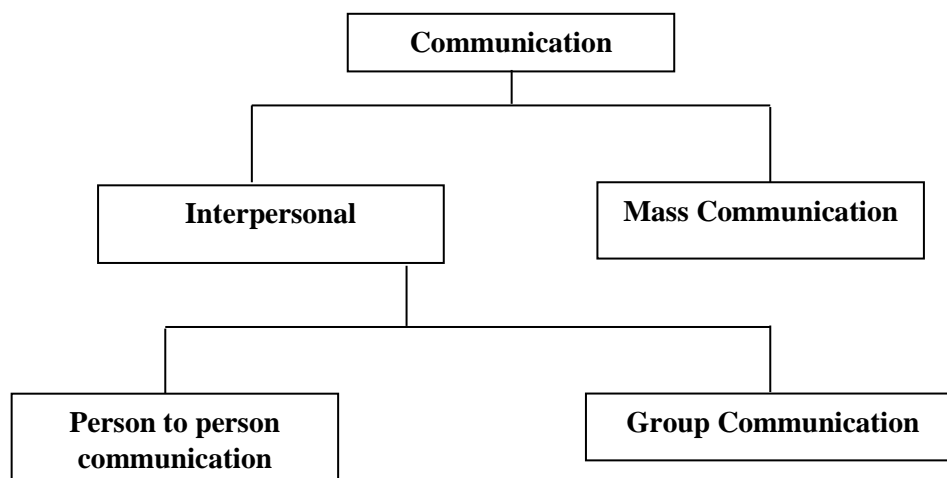 Communication
Interpersonal
Mass Communication
Person to person
communication
Group Communication